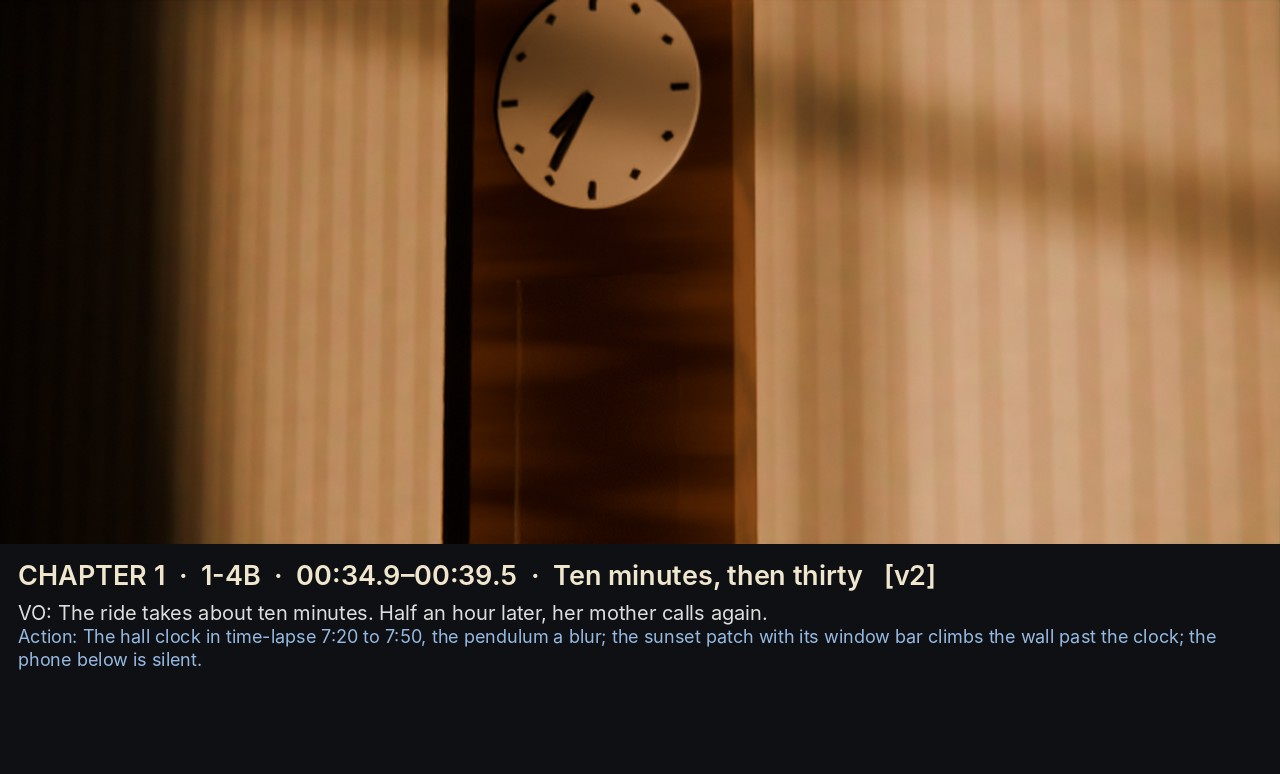 CHAPTER 1 · 1-4B · 00:34.9–00:39.5 · Ten minutes, then thirty [v2]
VO: The ride takes about ten minutes. Half an hour later, her mother calls again.
Action: The hall clock in time-lapse 7:20 to 7:50, the pendulum a blur; the sunset patch with its window bar climbs the wall past the clock; the
phone below is silent.